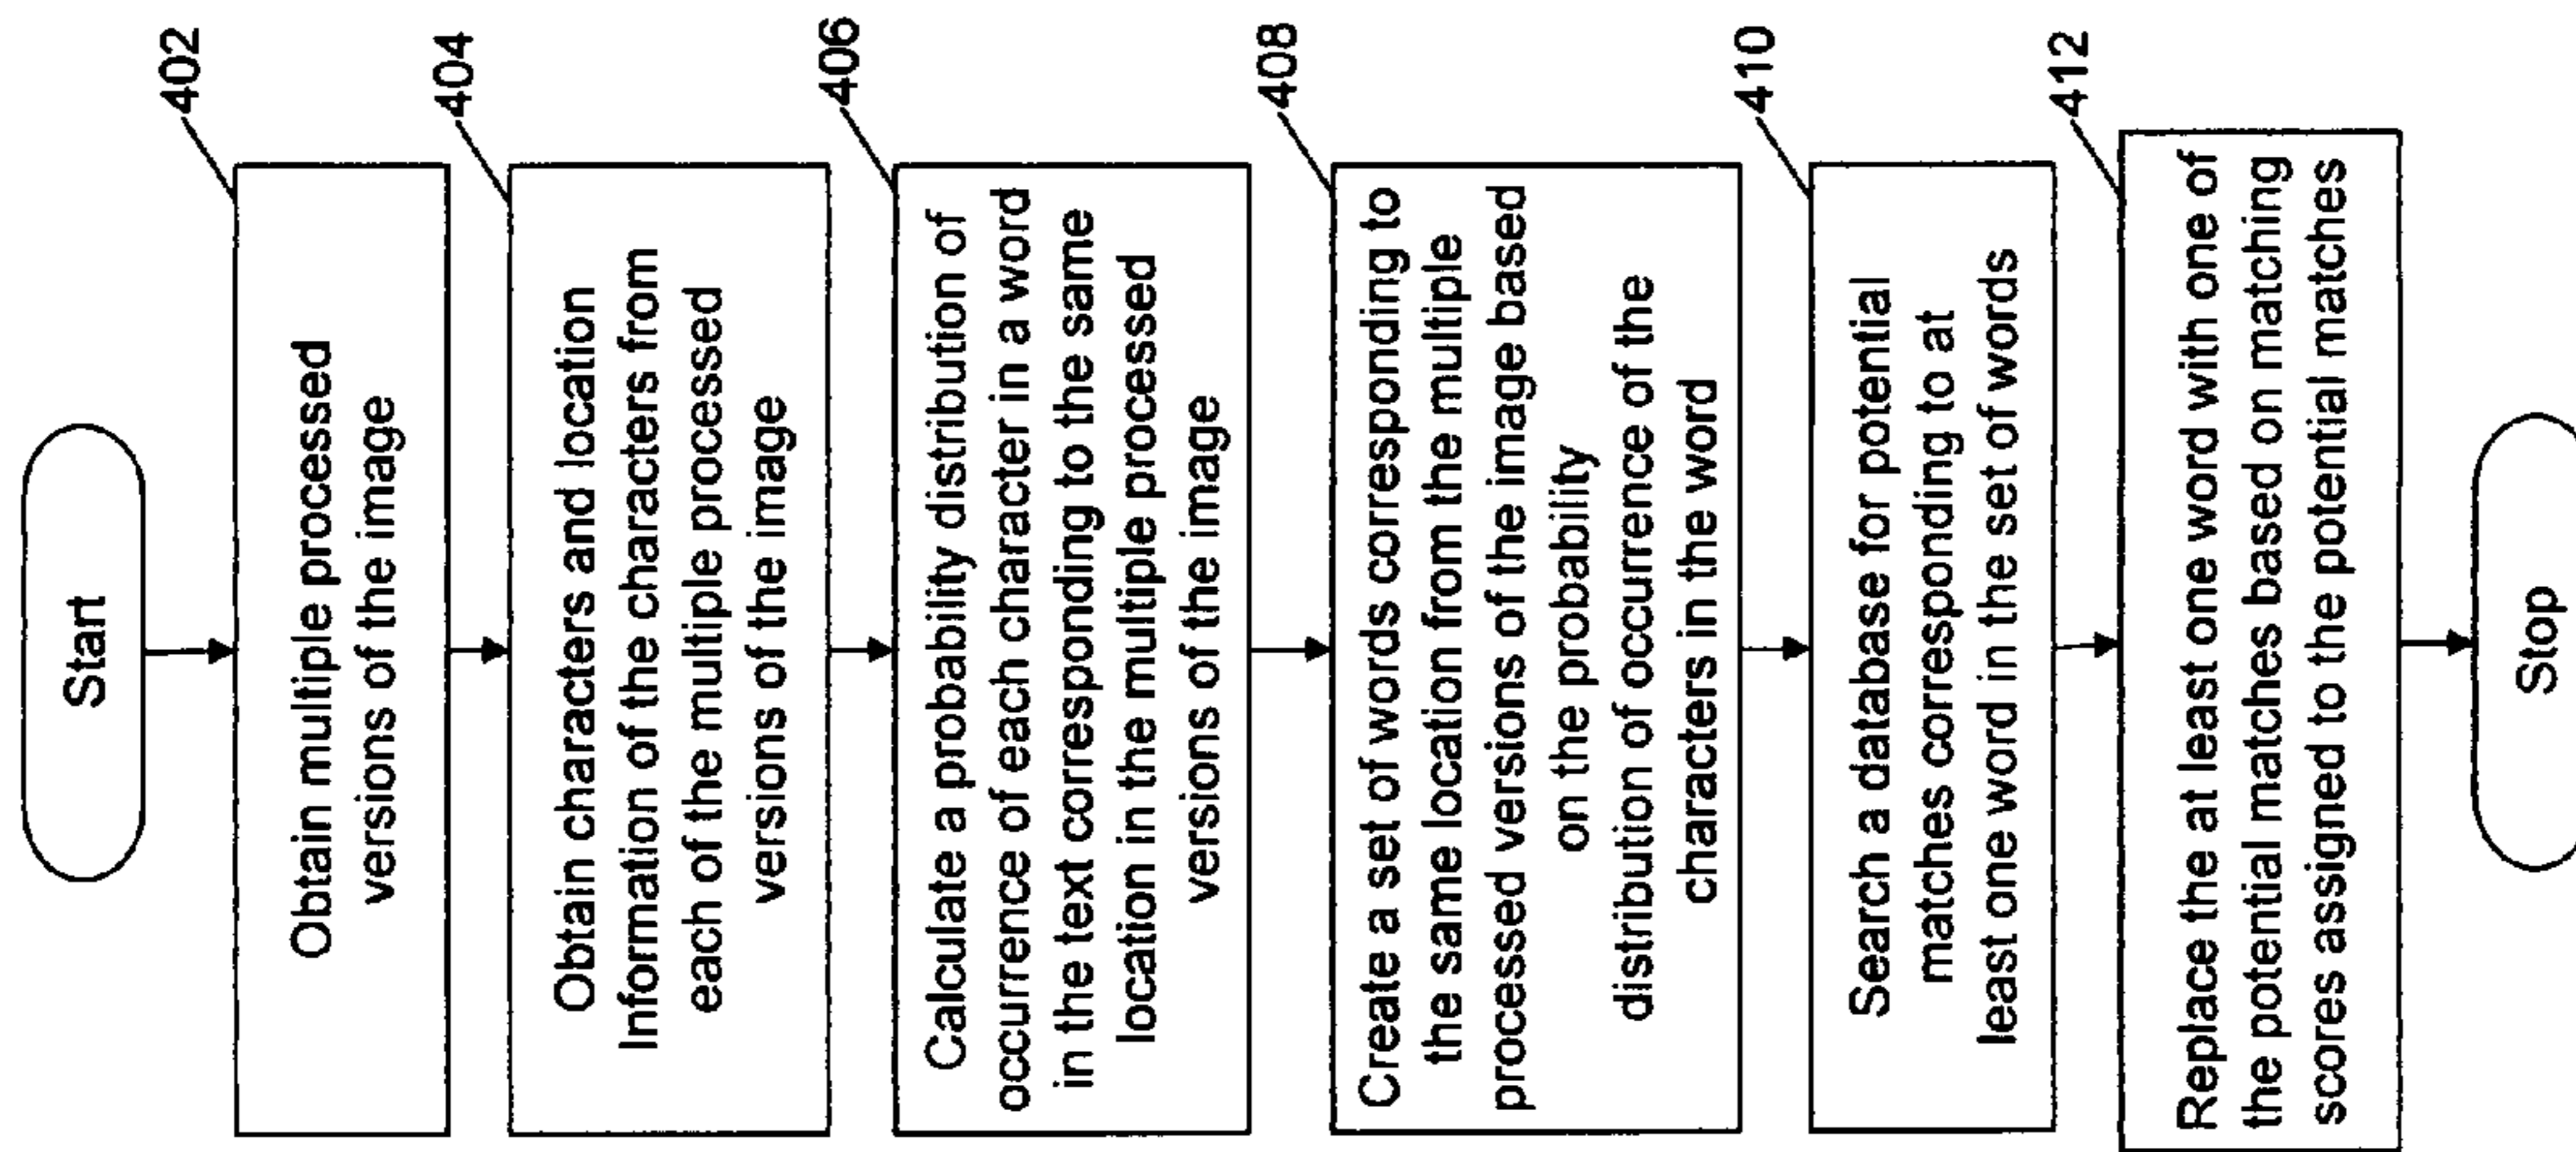 Start
402
Obtain multiple processed
versions of the image
404
Obtain characters and location
Information of the characters from
each of the multiple processed
versions of the image
406
Calculate a probability distribution of
occurrence of each character in a word
in the text corresponding to the same
location in the multiple processed
versions of the image
408
Create a set of words corresponding to
the same location from the multiple
processed versions of the image based
on the probability
distribution of occurrence of the
characters in the word
410
Search a database for potential
matches corresponding to at
least one word in the set of words
412
Replace the at least one word with one of
the potential matches based on matching
scores assigned to the potential matches
Stop